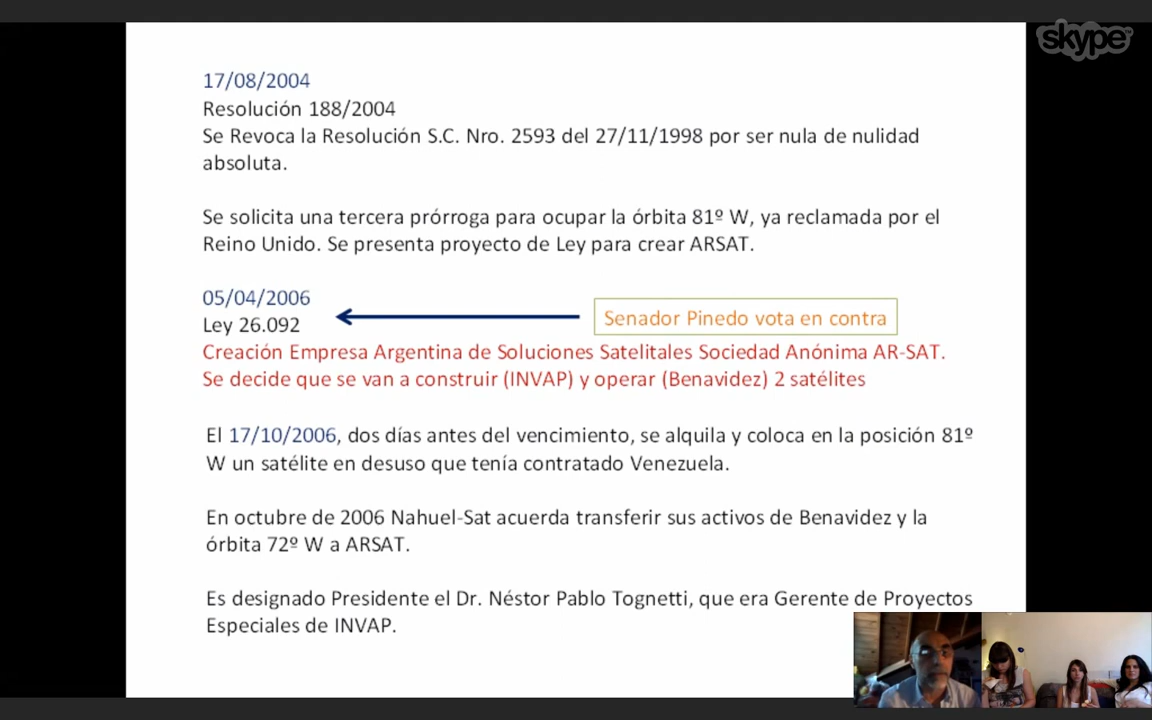 skype™
17/08/2004
Resolución 188/2004
Se Revoca la Resolución S.C. Nro. 2593 del 27/11/1998 por ser nula de nulidad
absoluta.
Se solicita una tercera prórroga para ocupar la órbita 81º W, ya reclamada por el
Reino Unido. Se presenta proyecto de Ley para crear ARSAT.
05/04/2006
Senador Pinedo vota en contra
Ley 26.092
Creación Empresa Argentina de Soluciones Satelitales Sociedad Anónima AR-SAT.
Se decide que se van a construir (INVAP) y operar (Benavidez) 2 satélites
El 17/10/2006, dos días antes del vencimiento, se alquila y coloca en la posición 81º
W un satélite en desuso que tenía contratado Venezuela.
En octubre de 2006 Nahuel-Sat acuerda transferir sus activos de Benavidez y la
órbita 72º W a ARSAT.
Es designado Presidente el Dr. Néstor Pablo Tognetti, que era Gerente de Proyectos
Especiales de INVAP.